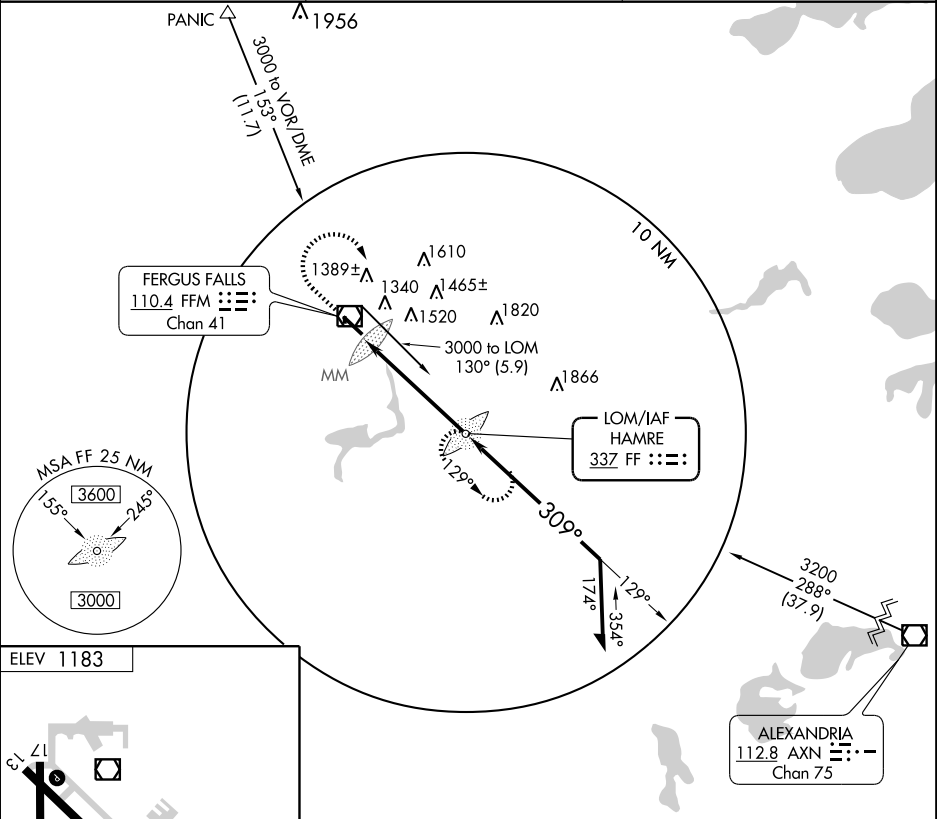 PANIC
1956
3000 to VOR/DME
153°
(11.7)
10 NM
FERGUS FALLS
110.4 FFM
Chan 41
1389±
1610
1340
1465±
1520
1820
3000 to LOM
130° (5.9)
MM
1866
LOM/IAF
HAMRE
337 FF
129°
309°
MSA FF 25 NM
3600
155°
245°
3000
174°
354°
129°
3200
288°
(37.9)
ALEXANDRIA
112.8 AXN
Chan 75
ELEV 1183
13
17
P